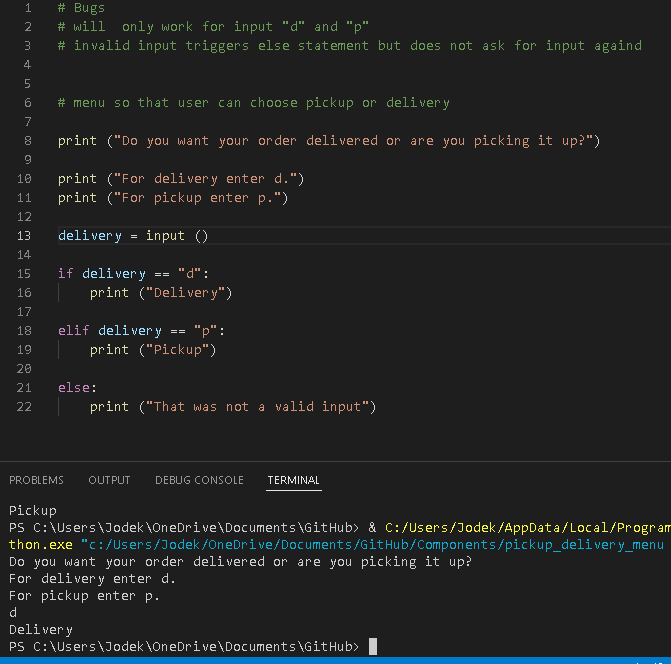 1 # Bugs
2 # will  only work for input "d" and "p"
3 # invalid input triggers else statement but does not ask for input againd
4
5
6 # menu so that user can choose pickup or delivery
7
8 print ("Do you want your order delivered or are you picking it up?")
9
10 print ("For delivery enter d.")
11 print ("For pickup enter p.")
12
13 delivery = input ()
14
15 if delivery == "d":
16     print ("Delivery")
17
18 elif delivery == "p":
19     print ("Pickup")
20
21 else:
22     print ("That was not a valid input")
PROBLEMS OUTPUT DEBUG CONSOLE TERMINAL
Pickup
PS C:\Users\Jodek\OneDrive\Documents\GitHub> & C:/Users/Jodek/AppData/Local/Program
thon.exe "c:/Users/Jodek/OneDrive/Documents/GitHub/Components/pickup_delivery_menu
Do you want your order delivered or are you picking it up?
For delivery enter d.
For pickup enter p.
d
Delivery
PS C:\Users\Jodek\OneDrive\Documents\GitHub>